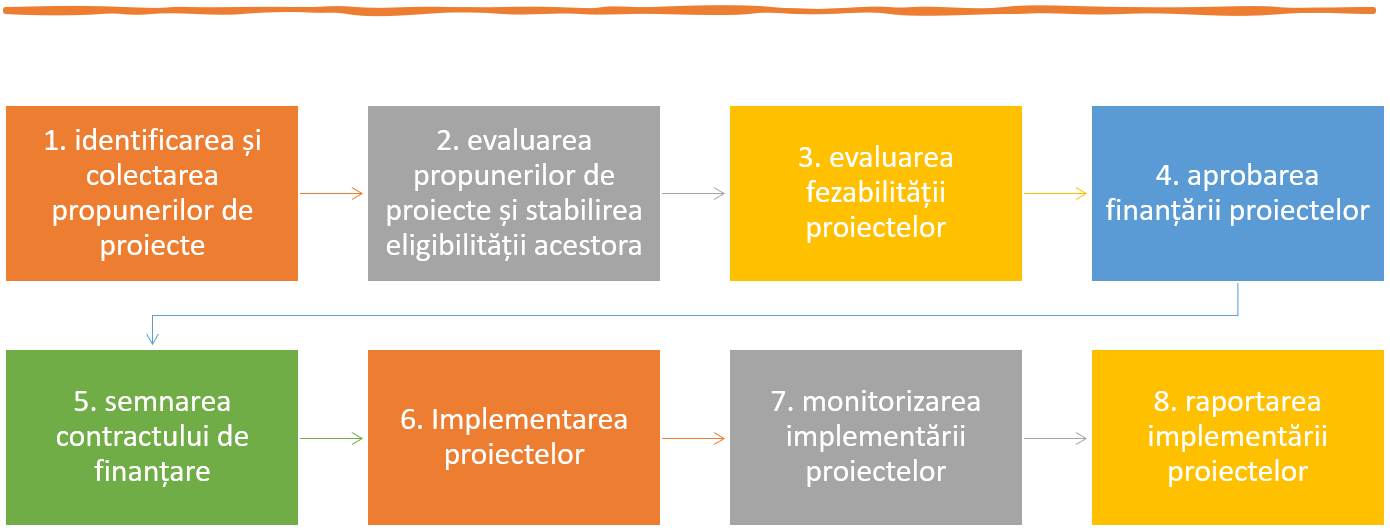 1. identificarea și
colectarea
propunerilor de
proiecte
2. evaluarea
propunerilor de
proiecte și stabilirea
eligibilității acestora
3. evaluarea
fezabilității
proiectelor
4. aprobarea
finanțării proiectelor
5. semnarea
contractului de
finanțare
6. Implementarea
proiectelor
7. monitorizarea
implementării
proiectelor
8. raportarea
implementării
proiectelor